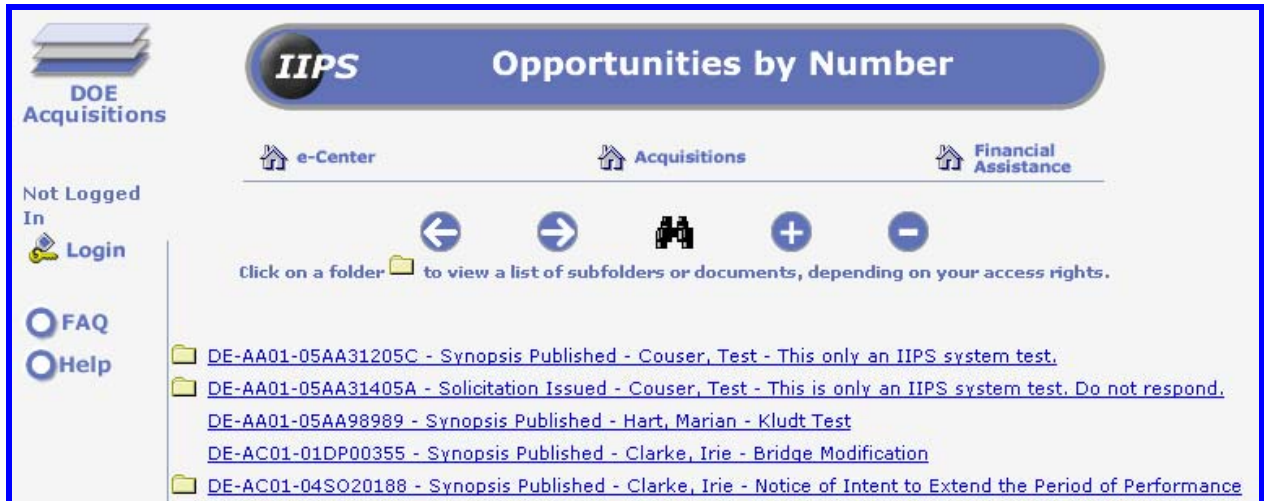 DOE
Acquisitions
IIPS
Opportunities by Number
e-Center
Acquisitions
Financial
Assistance
Not Logged
In
Login
FAQ
Help
Click on a folder to view a list of subfolders or documents, depending on your access rights.
DE-AA01-05AA31205C - Synopsis Published - Couser, Test - This only an IIPS system test.
DE-AA01-05AA31405A - Solicitation Issued - Couser, Test - This is only an IIPS system test. Do not respond.
DE-AA01-05AA98989 - Synopsis Published - Hart, Marian - Kludt Test
DE-AC01-01DP00355 - Synopsis Published - Clarke, Irie - Bridge Modification
DE-AC01-04SO20188 - Synopsis Published - Clarke, Irie - Notice of Intent to Extend the Period of Performance